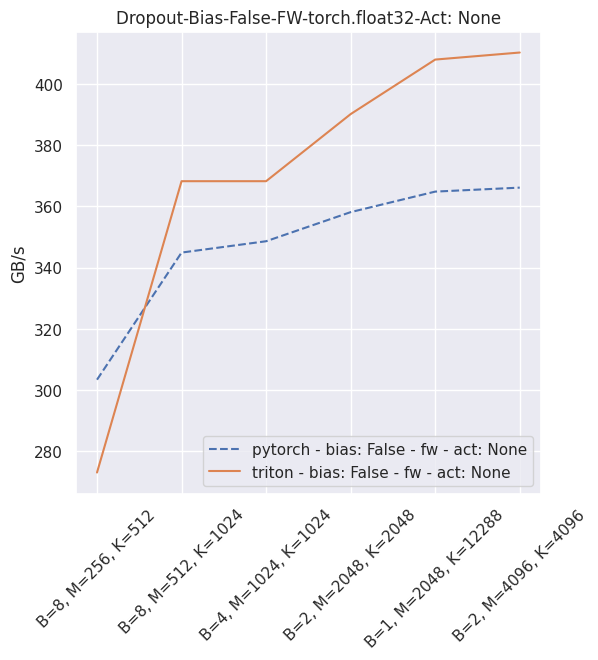 Dropout-Bias-False-FW-torch.float32-Act: None
GB/s
400
380
360
340
320
300
280
pytorch - bias: False - fw - act: None
triton - bias: False - fw - act: None
B=8, M=256, K=512
B=8, M=512, K=1024
B=4, M=1024, K=1024
B=2, M=2048, K=2048
B=1, M=2048, K=12288
B=2, M=4096, K=4096